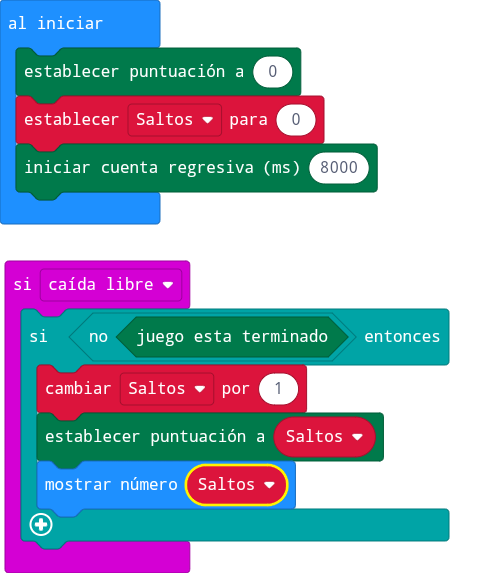 al iniciar
establecer puntuación a 0
establecer Saltos para 0
iniciar cuenta regresiva (ms) 8000
si caída libre
si no juego esta terminado entonces
cambiar Saltos por 1
establecer puntuación a Saltos
mostrar número Saltos